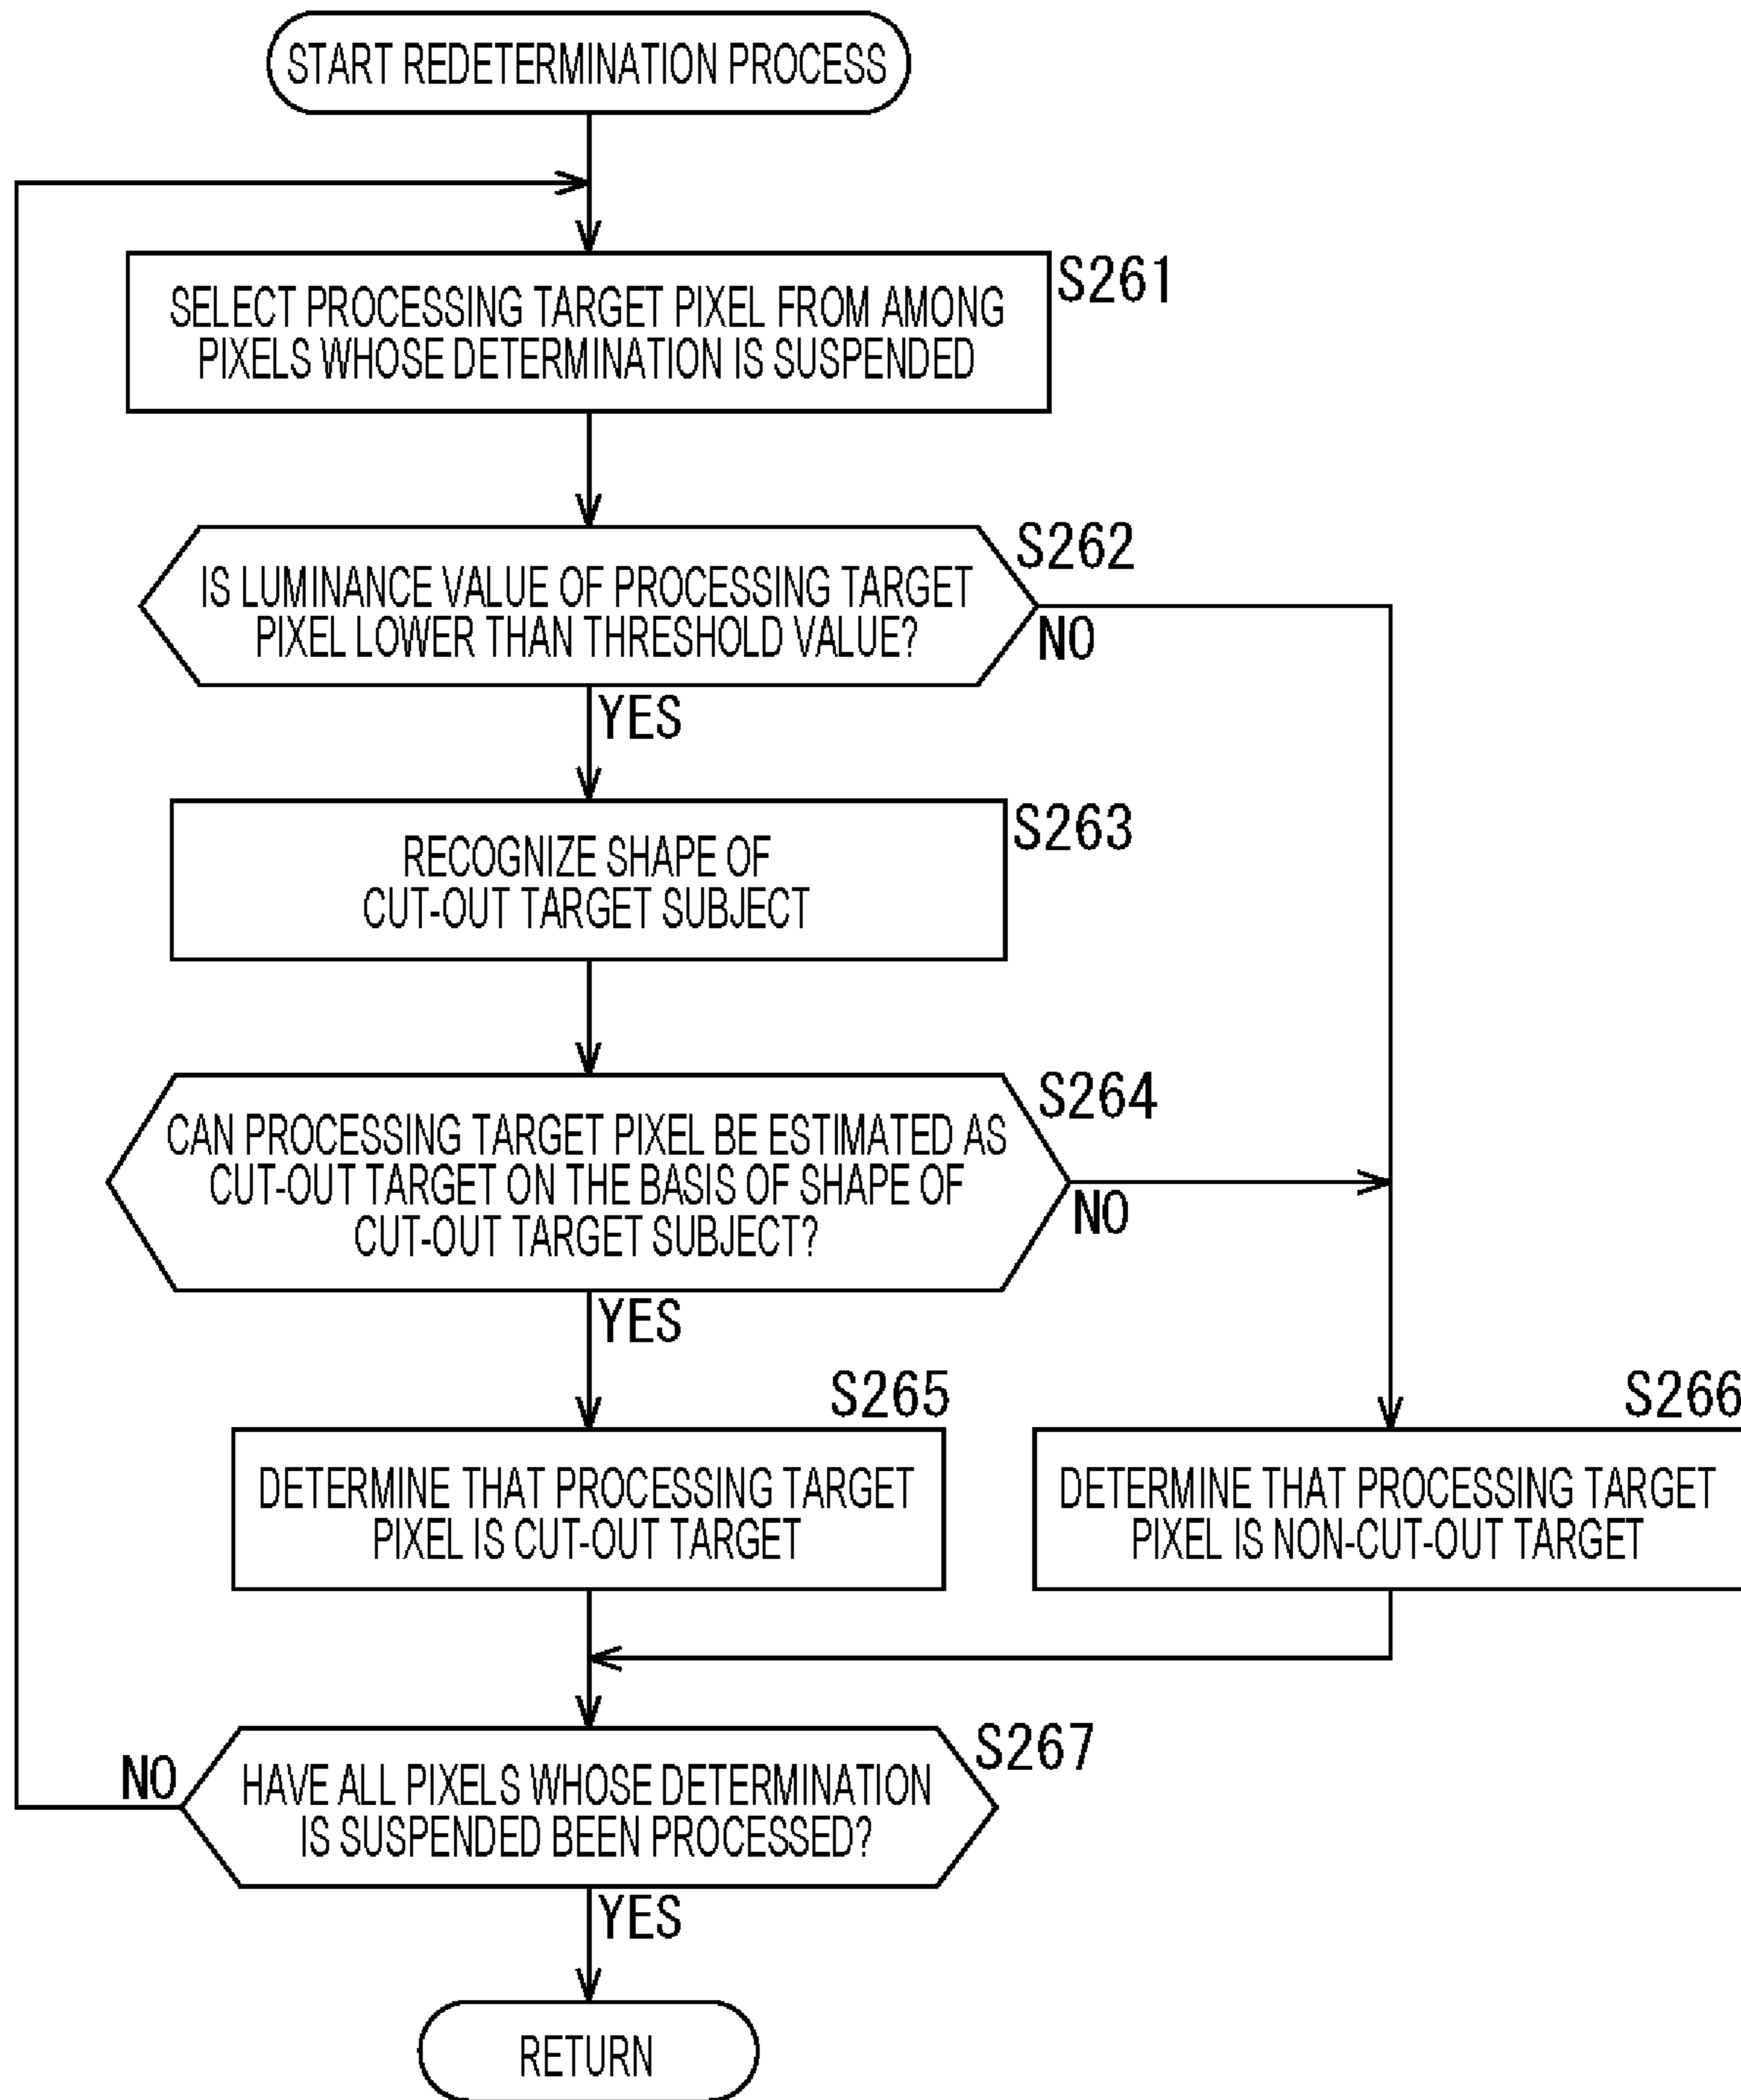 START REDETERMINATION PROCESS
S261
SELECT PROCESSING TARGET PIXEL FROM AMONG
PIXELS WHOSE DETERMINATION IS SUSPENDED
S262
IS LUMINANCE VALUE OF PROCESSING TARGET
PIXEL LOWER THAN THRESHOLD VALUE?
NO
YES
S263
RECOGNIZE SHAPE OF
CUT-OUT TARGET SUBJECT
S264
CAN PROCESSING TARGET PIXEL BE ESTIMATED AS
CUT-OUT TARGET ON THE BASIS OF SHAPE OF
CUT-OUT TARGET SUBJECT?
NO
YES
S265
DETERMINE THAT PROCESSING TARGET
PIXEL IS CUT-OUT TARGET
S266
DETERMINE THAT PROCESSING TARGET
PIXEL IS NON-CUT-OUT TARGET
S267
NO
HAVE ALL PIXELS WHOSE DETERMINATION
IS SUSPENDED BEEN PROCESSED?
YES
RETURN